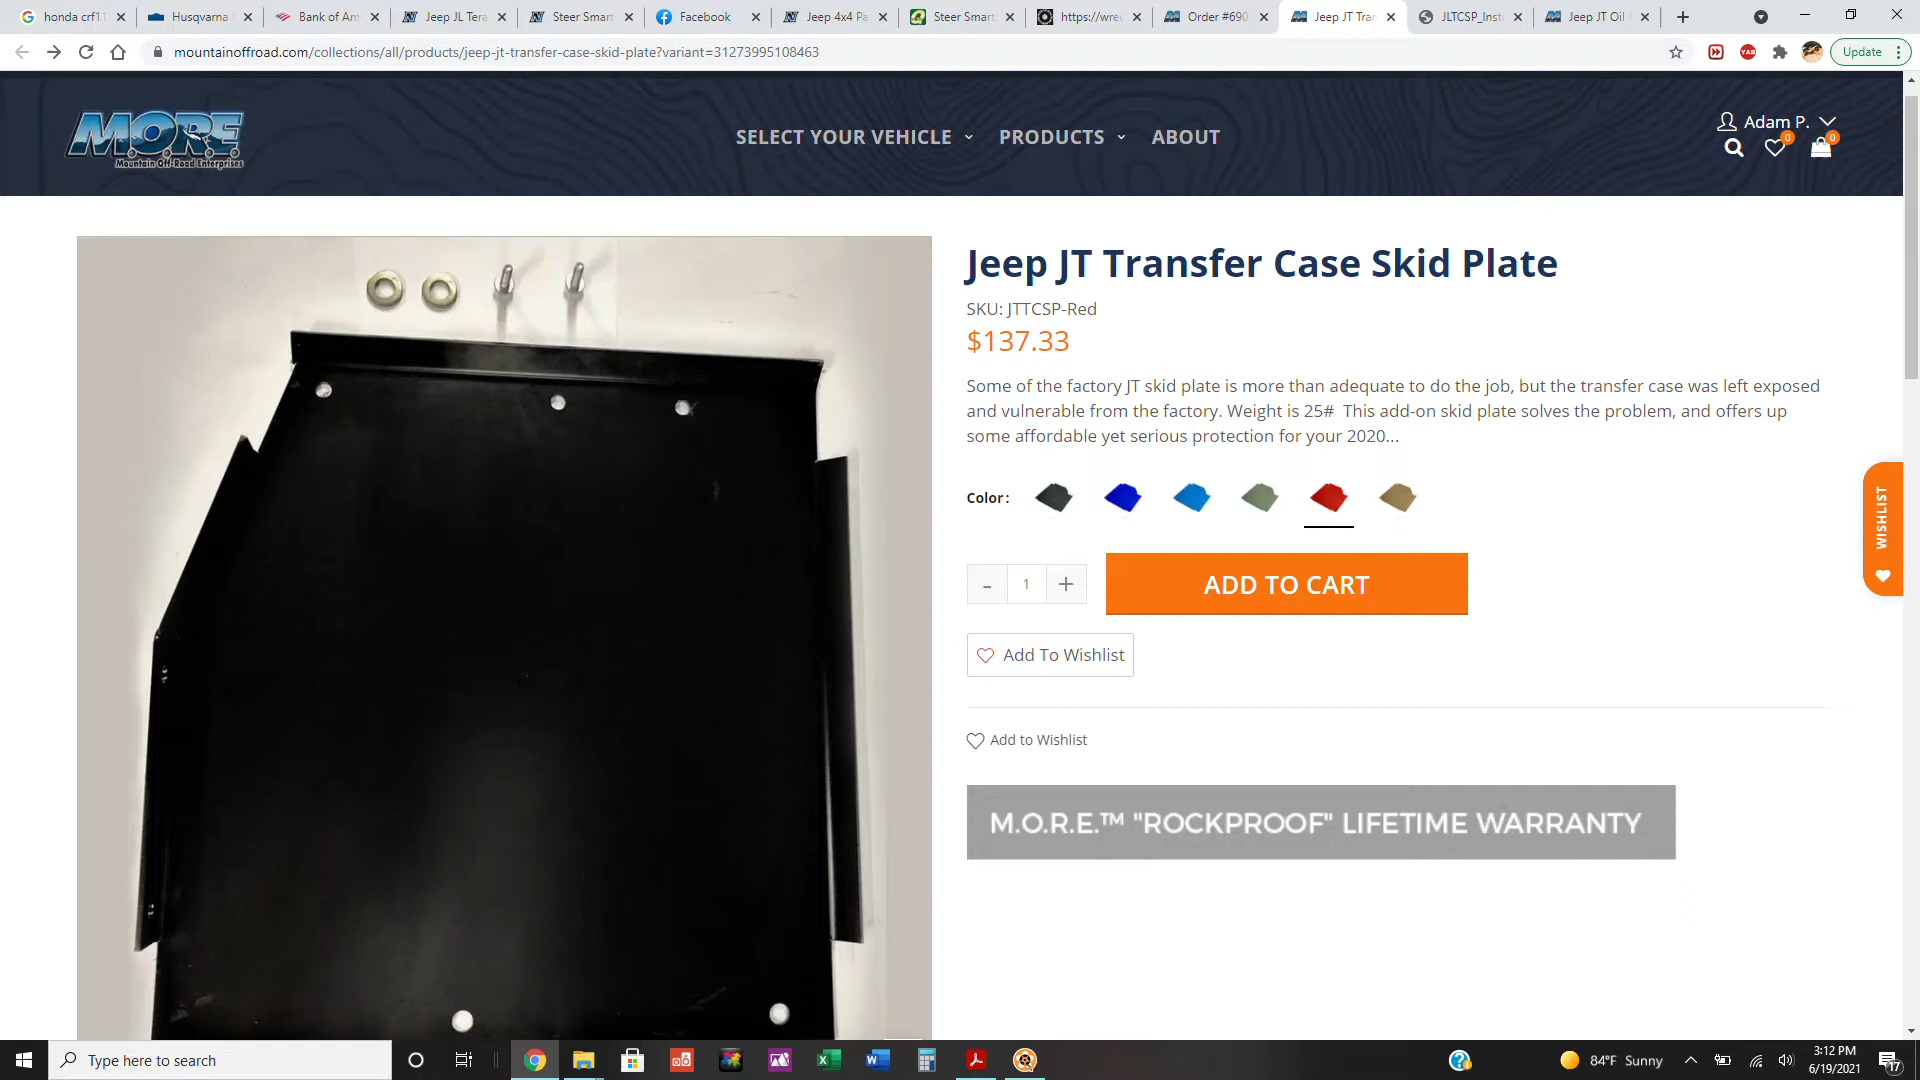 honda crf11
Husqvarna
Bank of Am
Jeep JL Tera
Steer Smart
Facebook
Jeep 4x4 Pa
Steer Smart
https://wre
Order #690
Jeep JT Tran
JLTCSP_Inst
Jeep JT Oil
mountainoffroad.com/collections/all/products/jeep-jt-transfer-case-skid-plate?variant=31273995108463
Update
MORE
Mountain Off-Road Enterprises
SELECT YOUR VEHICLE
PRODUCTS
ABOUT
Adam P.
0
0
Jeep JT Transfer Case Skid Plate
SKU: JTTCSP-Red
$137.33
Some of the factory JT skid plate is more than adequate to do the job, but the transfer case was left exposed
and vulnerable from the factory. Weight is 25# This add-on skid plate solves the problem, and offers up
some affordable yet serious protection for your 2020...
Color:
- 1 +
ADD TO CART
WISHLIST
Add To Wishlist
Add to Wishlist
M.O.R.E.™ "ROCKPROOF" LIFETIME WARRANTY
Type here to search
84°F Sunny
3:12 PM
6/19/2021
17